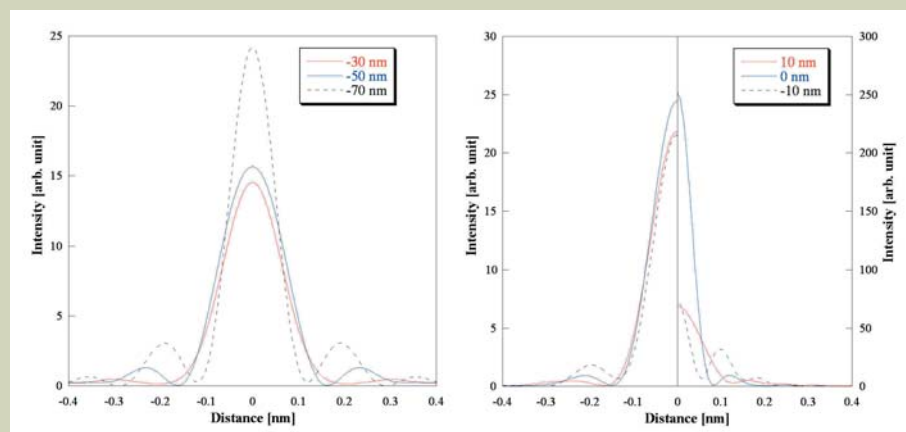 25
20
15
10
5
0
Intensity [arb. unit]
-30 nm
-50 nm
-70 nm
-0.4 -0.3 -0.2 -0.1 0 0.1 0.2 0.3 0.4
Distance [nm]
30
25
20
15
10
5
0
Intensity [arb. unit]
10 nm
0 nm
-10 nm
300
250
200
150
100
50
0
Intensity [arb. unit]
-0.4 -0.3 -0.2 -0.1 0 0.1 0.2 0.3 0.4
Distance [nm]